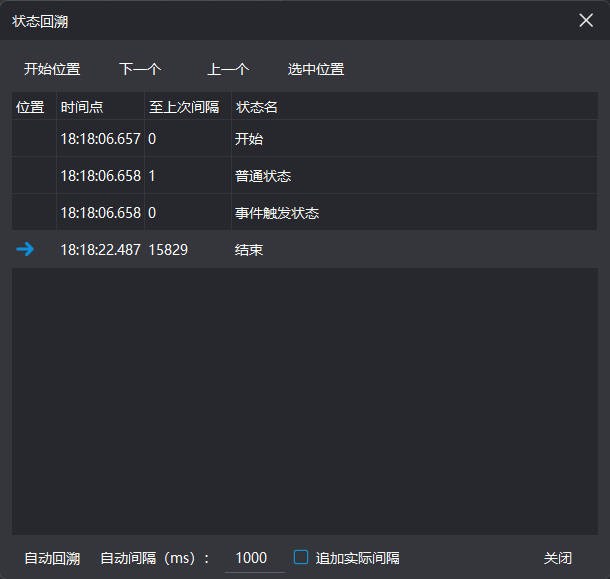 状态回溯
开始位置 下一个 上一个 选中位置
位置 时间点 至上次间隔 状态名
18:18:06.657 0 开始
18:18:06.658 1 普通状态
18:18:06.658 0 事件触发状态
18:18:22.487 15829 结束
自动回溯 自动间隔（ms）： 1000 追加实际间隔 关闭